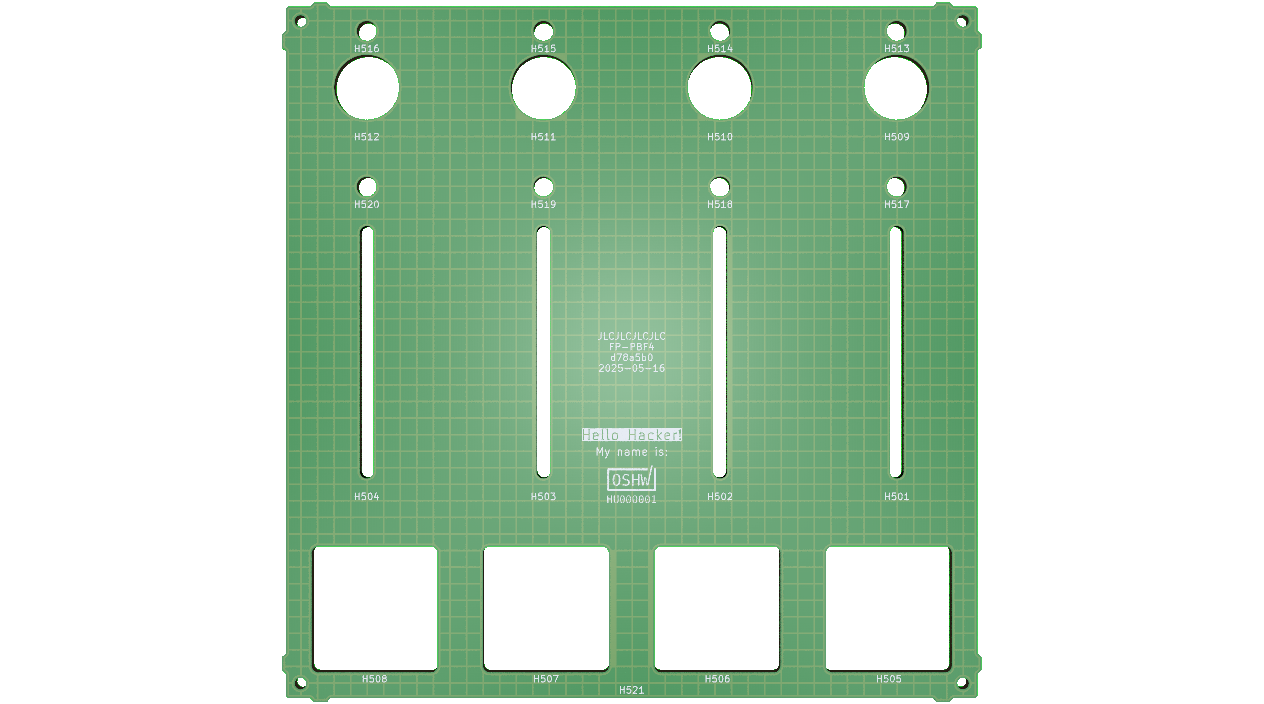 H516 H515 H514 H513
H512 H511 H510 H509
H520 H519 H518 H517
JLCJLCJLCJLC
FP-PBF4
d78a5b0
2025-05-16
Hello Hacker!
My name is:
OSHW
HU000001
H504 H503 H502 H501
H508 H507 H506 H505
H521